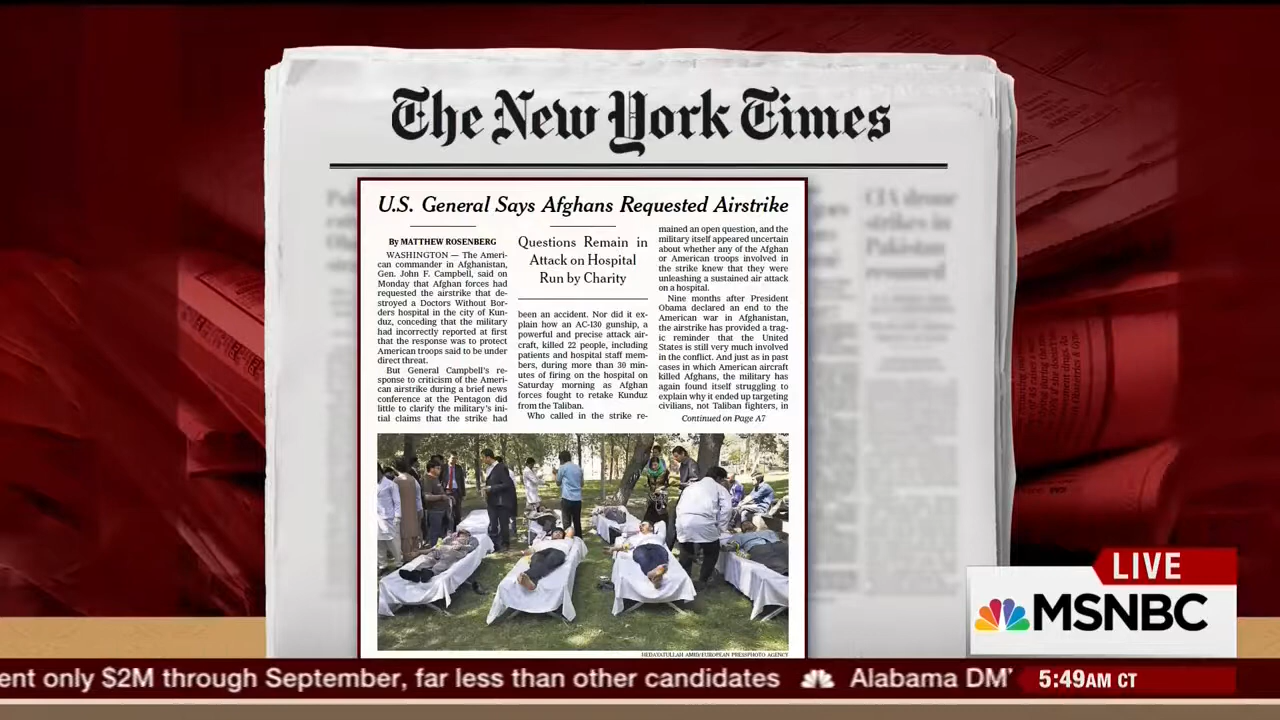 The New York Times
U.S. General Says Afghans Requested Airstrike
By MATTHEW ROSENBERG
WASHINGTON — The Ameri-
can commander in Afghanistan,
Gen. John F. Campbell, said on
Monday that Afghan forces had
requested the airstrike that de-
stroyed a Doctors Without Bor-
ders hospital in the city of Kun-
duz, conceding that the military
had incorrectly reported at first
that the response was to protect
American troops said to be under
direct threat.
But General Campbell's re-
sponse to criticism of the Ameri-
can airstrike during a brief news
conference at the Pentagon did
little to clarify the military's ini-
tial claims that the strike had
Questions Remain in
Attack on Hospital
Run by Charity
been an accident. Nor did it ex-
plain how an AC-130 gunship, a
powerful and precise attack air-
craft, killed 22 people, including
patients and hospital staff mem-
bers, during more than 30 min-
utes of firing on the hospital on
Saturday morning as Afghan
forces fought to retake Kunduz
from the Taliban.
Who called in the strike re-
mained an open question, and the
military itself appeared uncertain
about whether any of the Afghan
or American troops involved in
the strike knew that they were
unleashing a sustained air attack
on a hospital.
Nine months after President
Obama declared an end to the
American war in Afghanistan,
the airstrike has provided a trag-
ic reminder that the United
States is still very much involved
in the conflict. And just as in past
cases in which American aircraft
killed Afghans, the military has
again found itself struggling to
explain why it ended up targeting
civilians, not Taliban fighters, in
Continued on Page A7
CIA drone
strikes in
Pakistan
HEDAYATULLAH AMID/EUROPEAN PRESSPHOTO AGENCY
LIVE
MSNBC
ent only $2M through September, far less than other candidates
Alabama DM'
5:49AM CT